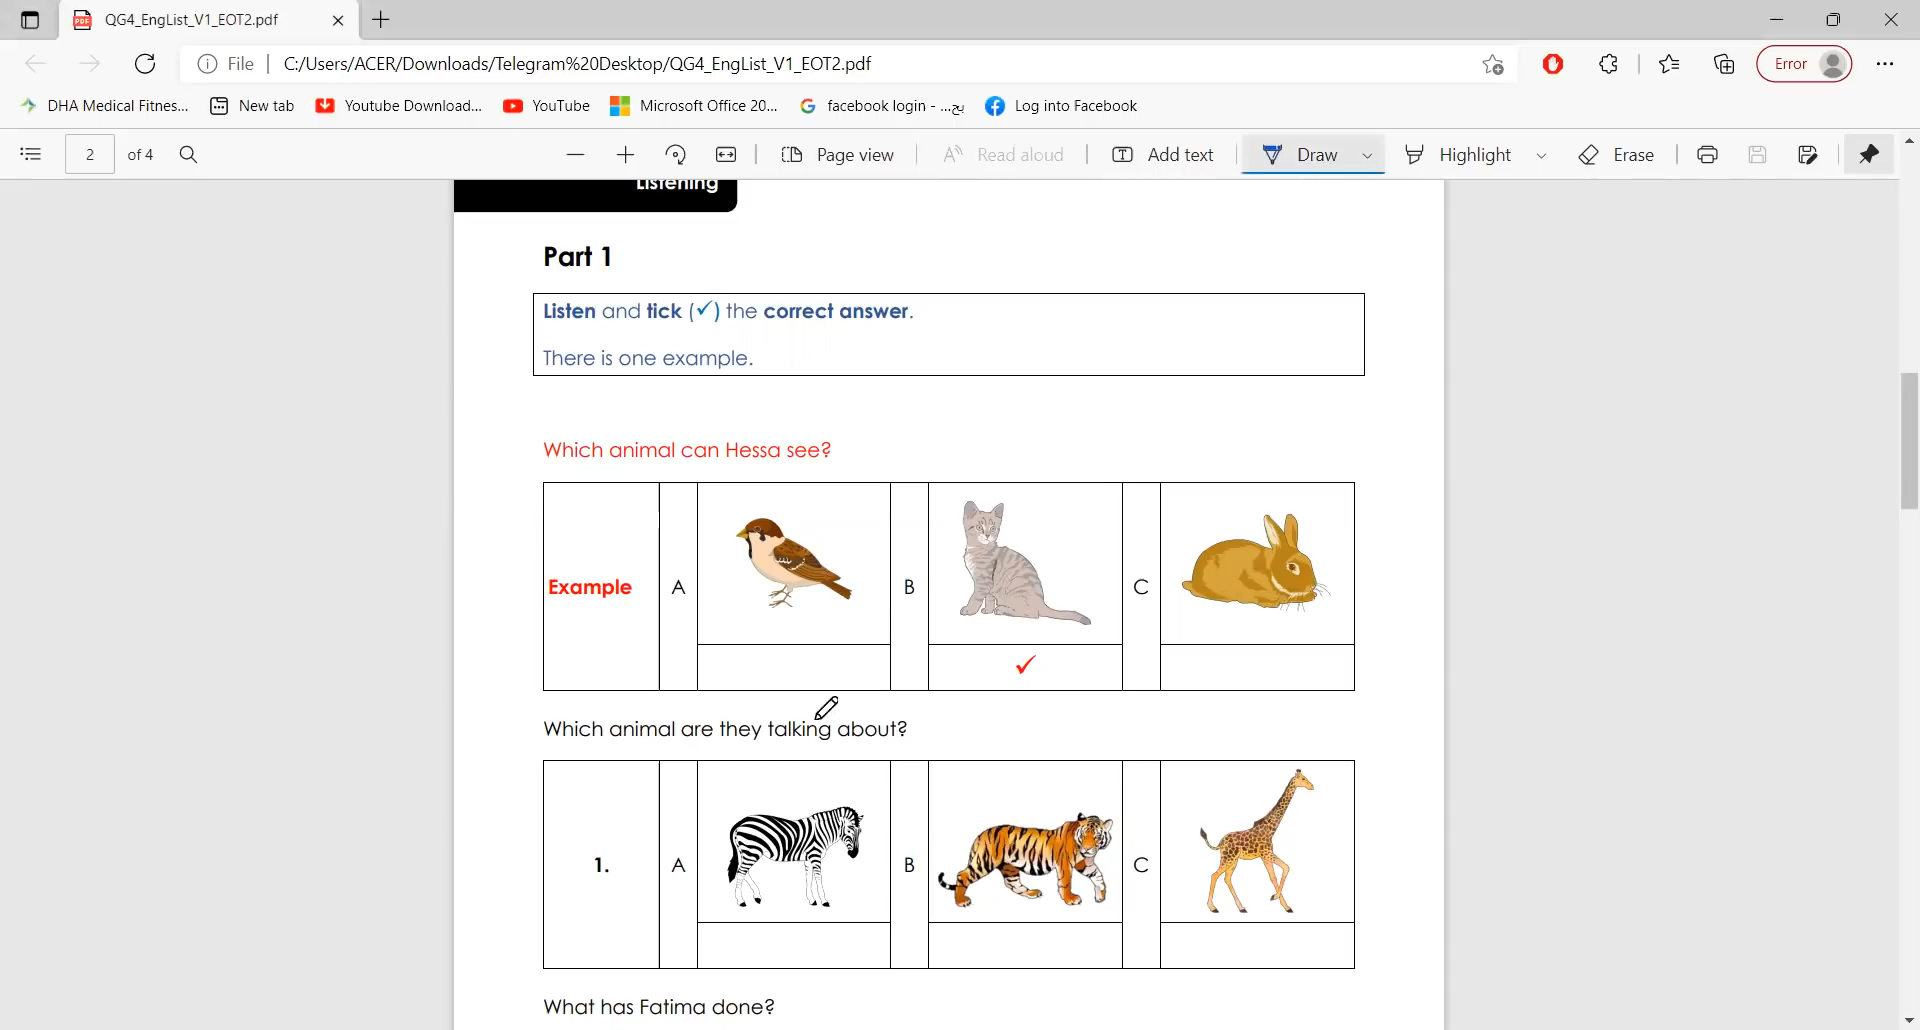 QG4_EngList_V1_EOT2.pdf
File
C:/Users/ACER/Downloads/Telegram%20Desktop/QG4_EngList_V1_EOT2.pdf
Error
DHA Medical Fitnes...
New tab
Youtube Download...
YouTube
Microsoft Office 20...
facebook login - ...بح
Log into Facebook
2 of 4
Page view
Read aloud
Add text
Draw
Highlight
Erase
Listening
Part 1
Listen and tick (✓) the correct answer.
There is one example.
Which animal can Hessa see?
Example A B C
✓
Which animal are they talking about?
1. A B C
What has Fatima done?